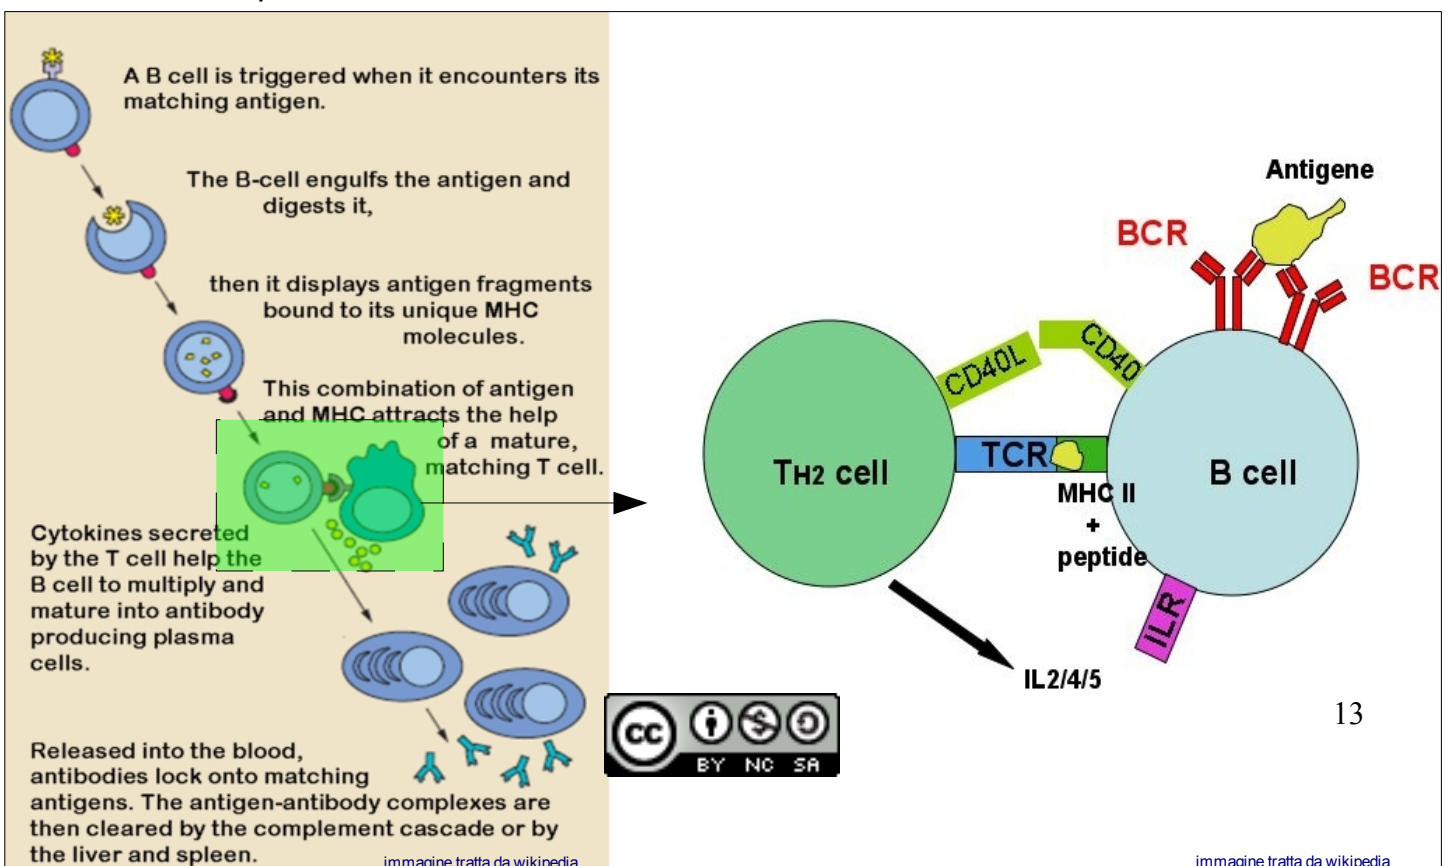 A B cell is triggered when it encounters its
matching antigen.
The B-cell engulfs the antigen and
digests it,
then it displays antigen fragments
bound to its unique MHC
molecules.
This combination of antigen
and MHC attracts the help
of a mature,
matching T cell.
Cytokines secreted
by the T cell help the
B cell to multiply and
mature into antibody
producing plasma
cells.
Released into the blood,
antibodies lock onto matching
antigens. The antigen-antibody complexes are
then cleared by the complement cascade or by
the liver and spleen.
immagine tratta da wikipedia
Antigene
BCR
BCR
CD40L
CD40
TH2 cell
TCR
B cell
MHC II
+
peptide
ILR
IL2/4/5
cc
BY NC SA
13
immagine tratta da wikipedia